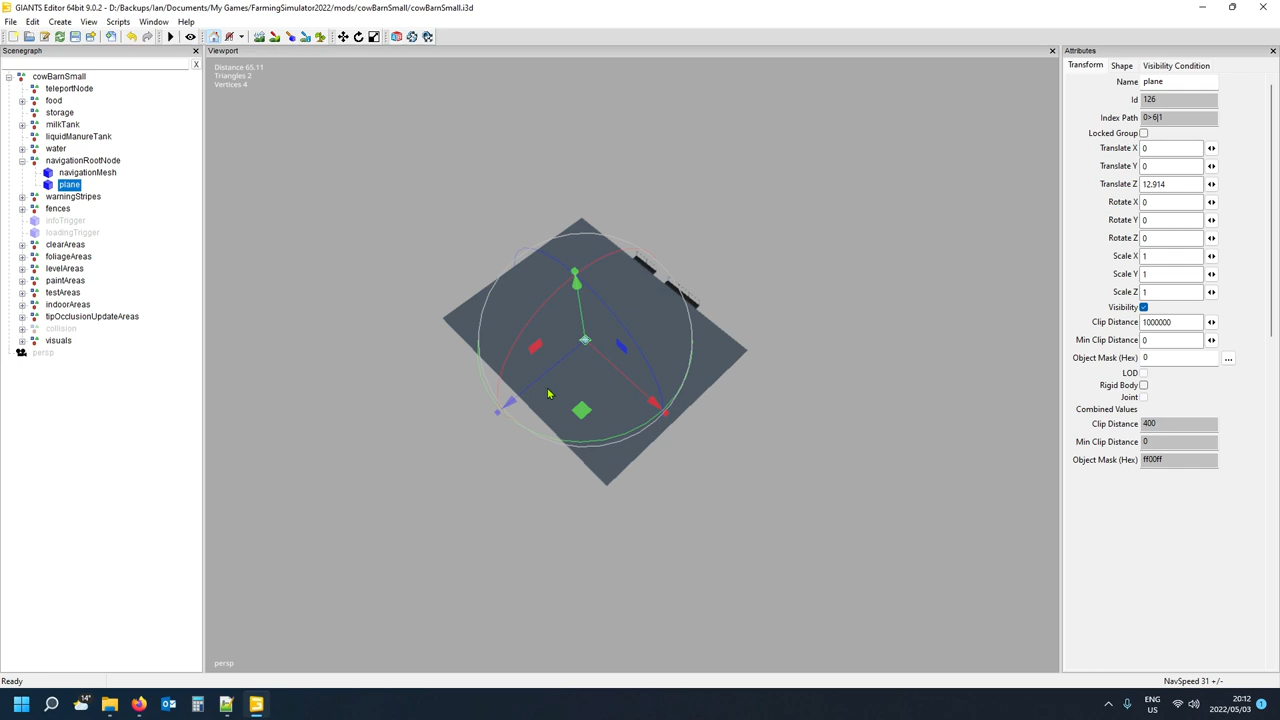 GIANTS Editor 64bit 9.0.2 - D:/Backups/Ian/Documents/My Games/FarmingSimulator2022/mods/cowBarnSmall/cowBarnSmall.i3d
File Edit Create View Scripts Window Help
Scenegraph
X
cowBarnSmall
teleportNode
food
storage
milkTank
liquidManureTank
water
navigationRootNode
navigationMesh
plane
warningStripes
fences
infoTrigger
loadingTrigger
clearAreas
foliageAreas
levelAreas
paintAreas
testAreas
indoorAreas
tipOcclusionUpdateAreas
collision
visuals
persp
Viewport
Distance 65.11
Triangles 2
Vertices 4
persp
Attributes
Transform Shape Visibility Condition
Name plane
Id 126
Index Path 0>6|1
Locked Group
Translate X 0
Translate Y 0
Translate Z 12.914
Rotate X 0
Rotate Y 0
Rotate Z 0
Scale X 1
Scale Y 1
Scale Z 1
Visibility
Clip Distance 1000000
Min Clip Distance 0
Object Mask (Hex) 0 ...
LOD
Rigid Body
Joint
Combined Values
Clip Distance 400
Min Clip Distance 0
Object Mask (Hex) ff00ff
Ready
NavSpeed 31 +/-
14°
ENG
US
20:12
2022/05/03
1